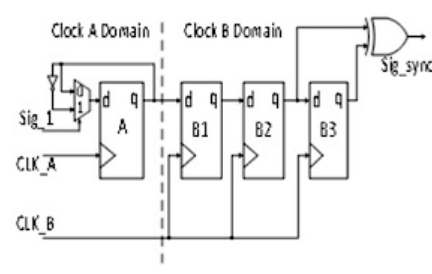 Clock A Domain Clock B Domain
Sig_sync
0
1
d q d q d q d q
Sig_1
A B1 B2 B3
CLK_A
CLK_B